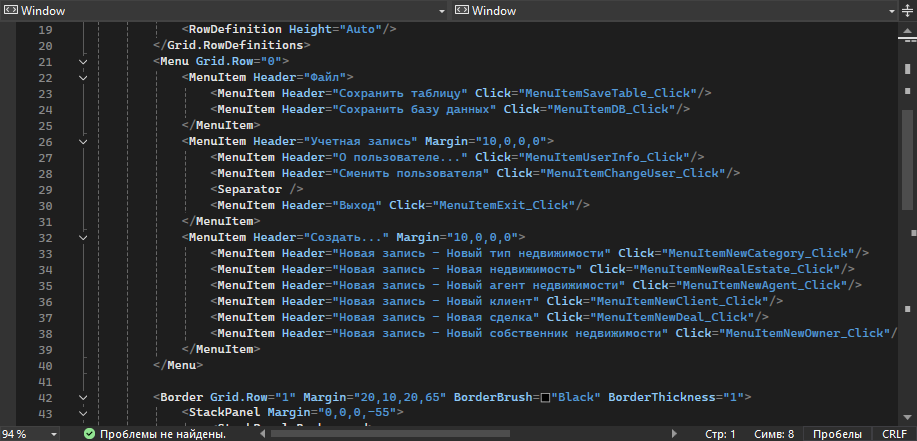 Window Window
19 <RowDefinition Height="Auto"/>
20 </Grid.RowDefinitions>
21 <Menu Grid.Row="0">
22 <MenuItem Header="Файл">
23 <MenuItem Header="Сохранить таблицу" Click="MenuItemSaveTable_Click"/>
24 <MenuItem Header="Сохранить базу данных" Click="MenuItemDB_Click"/>
25 </MenuItem>
26 <MenuItem Header="Учетная запись" Margin="10,0,0,0">
27 <MenuItem Header="О пользователе..." Click="MenuItemUserInfo_Click"/>
28 <MenuItem Header="Сменить пользователя" Click="MenuItemChangeUser_Click"/>
29 <Separator />
30 <MenuItem Header="Выход" Click="MenuItemExit_Click"/>
31 </MenuItem>
32 <MenuItem Header="Создать..." Margin="10,0,0,0">
33 <MenuItem Header="Новая запись - Новый тип недвижимости" Click="MenuItemNewCategory_Click"/>
34 <MenuItem Header="Новая запись - Новая недвижимость" Click="MenuItemNewRealEstate_Click"/>
35 <MenuItem Header="Новая запись - Новый агент недвижимости" Click="MenuItemNewAgent_Click"/>
36 <MenuItem Header="Новая запись - Новый клиент" Click="MenuItemNewClient_Click"/>
37 <MenuItem Header="Новая запись - Новая сделка" Click="MenuItemNewDeal_Click"/>
38 <MenuItem Header="Новая запись - Новый собственник недвижимости" Click="MenuItemNewOwner_Click"/
39 </MenuItem>
40 </Menu>
41
42 <Border Grid.Row="1" Margin="20,10,20,65" BorderBrush="Black" BorderThickness="1">
43 <StackPanel Margin="0,0,0,-55">
94 % Проблемы не найдены. Стр: 1 Симв: 8 Пробелы CRLF